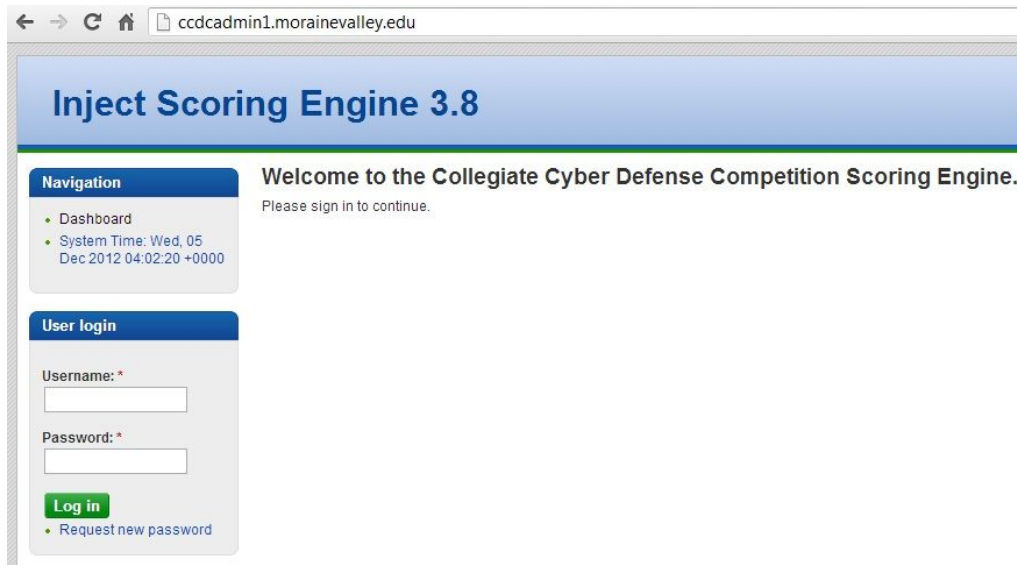 ccdcadmin1.morainevalley.edu
Inject Scoring Engine 3.8
Navigation
Dashboard
System Time: Wed, 05
Dec 2012 04:02:20 +0000
User login
Username: *
Password: *
Log in
Request new password
Welcome to the Collegiate Cyber Defense Competition Scoring Engine.
Please sign in to continue.